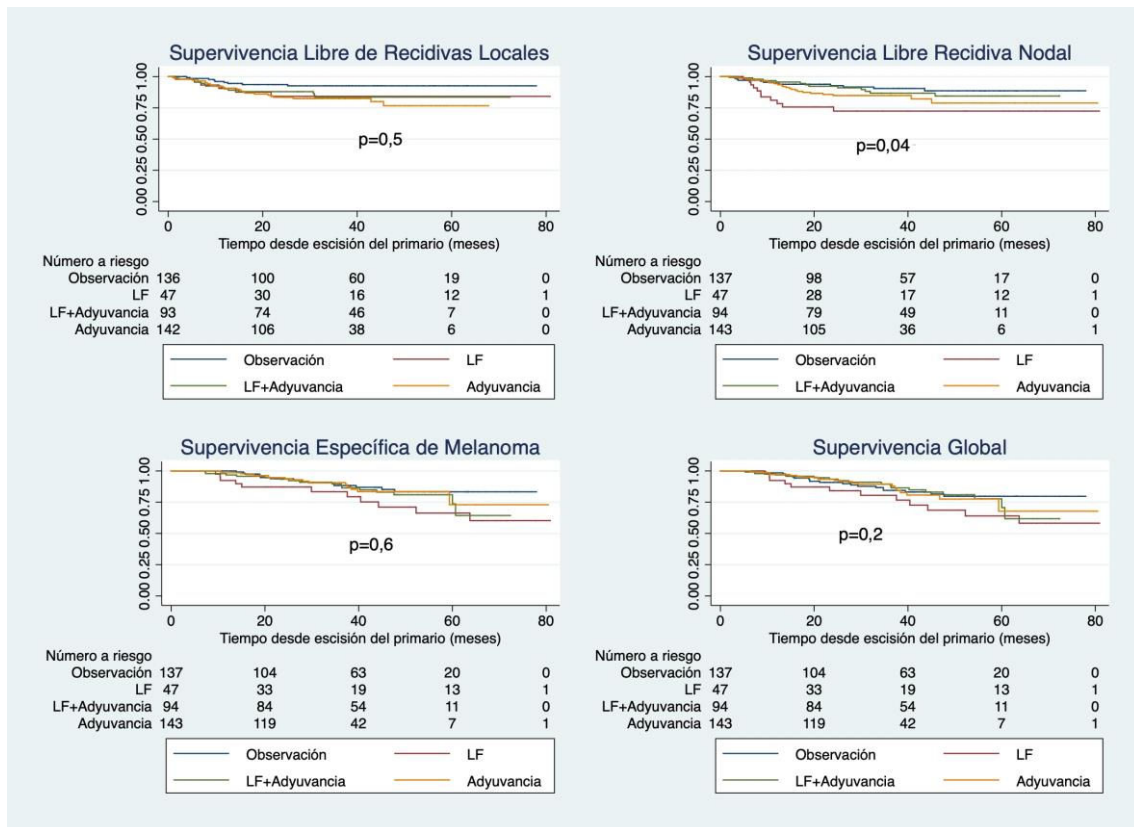 Supervivencia Libre de Recidivas Locales
0.00 0.25 0.50 0.75 1.00
p=0,5
0 20 40 60 80
Tiempo desde escisión del primario (meses)
Número a riesgo
Observación 136 100 60 19 0
LF 47 30 16 12 1
LF+Adyuvancia 93 74 46 7 0
Adyuvancia 142 106 38 6 0
Observación LF
LF+Adyuvancia Adyuvancia
Supervivencia Libre Recidiva Nodal
0.00 0.25 0.50 0.75 1.00
p=0,04
0 20 40 60 80
Tiempo desde escisión del primario (meses)
Número a riesgo
Observación 137 98 57 17 0
LF 47 28 17 12 1
LF+Adyuvancia 94 79 49 11 0
Adyuvancia 143 105 36 6 1
Observación LF
LF+Adyuvancia Adyuvancia
Supervivencia Específica de Melanoma
0.00 0.25 0.50 0.75 1.00
p=0,6
0 20 40 60 80
Tiempo desde escisión del primario (meses)
Número a riesgo
Observación 137 104 63 20 0
LF 47 33 19 13 1
LF+Adyuvancia 94 84 54 11 0
Adyuvancia 143 119 42 7 1
Observación LF
LF+Adyuvancia Adyuvancia
Supervivencia Global
0.00 0.25 0.50 0.75 1.00
p=0,2
0 20 40 60 80
Tiempo desde escisión del primario (meses)
Número a riesgo
Observación 137 104 63 20 0
LF 47 33 19 13 1
LF+Adyuvancia 94 84 54 11 0
Adyuvancia 143 119 42 7 1
Observación LF
LF+Adyuvancia Adyuvancia